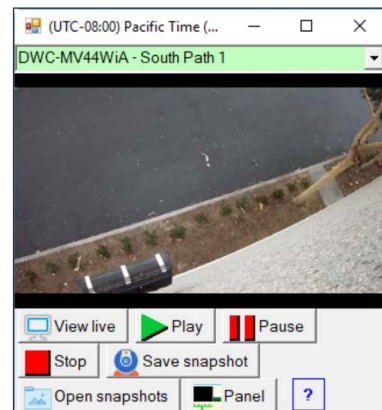 (UTC-08:00) Pacific Time (...
DWC-MV44WiA - South Path 1
View live
Play
Pause
Stop
Save snapshot
Open snapshots
Panel
?